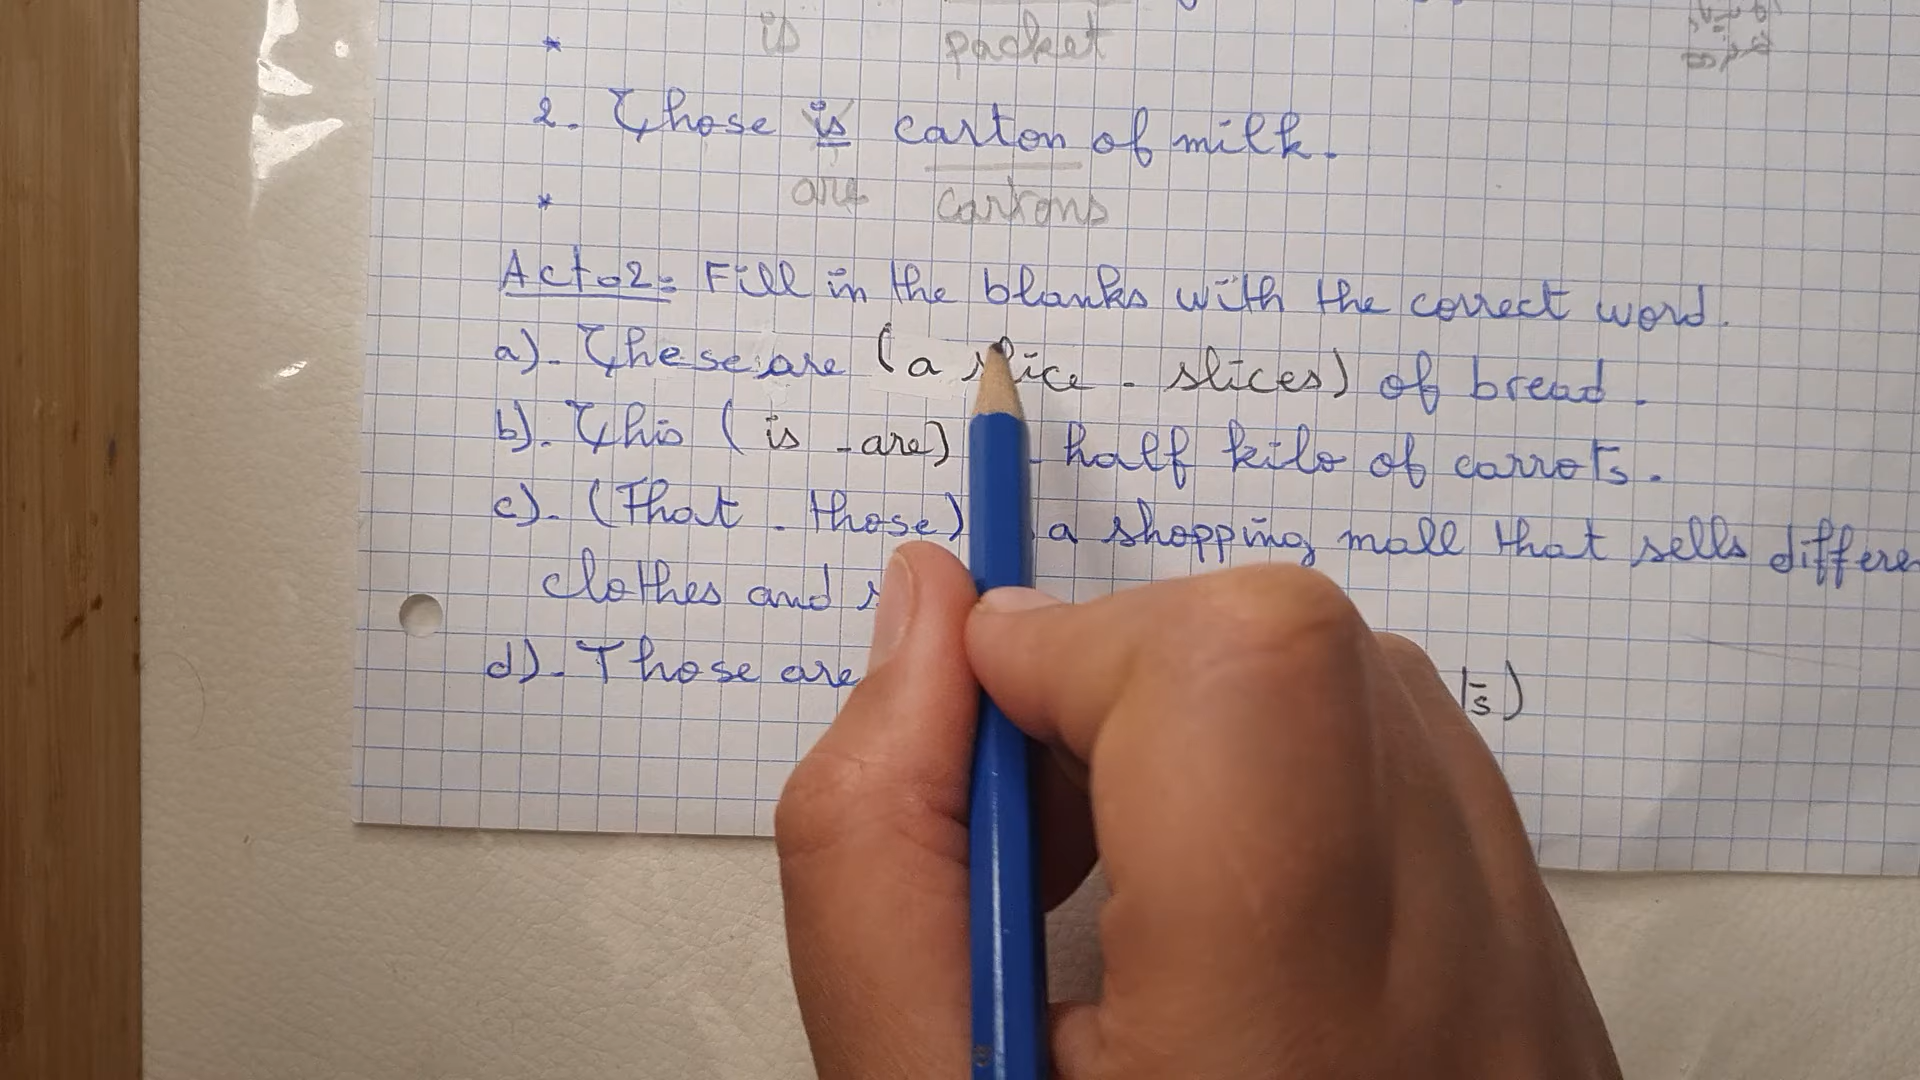 is packet
*
2. Those is carton of milk.
are cartons
*
Act-2: Fill in the blanks with the correct word.
a). These are (a slice - slices) of bread.
b). This (is - are) half kilo of carrots.
c). (That - those) a shopping mall that sells differe
clothes and
d). Those are